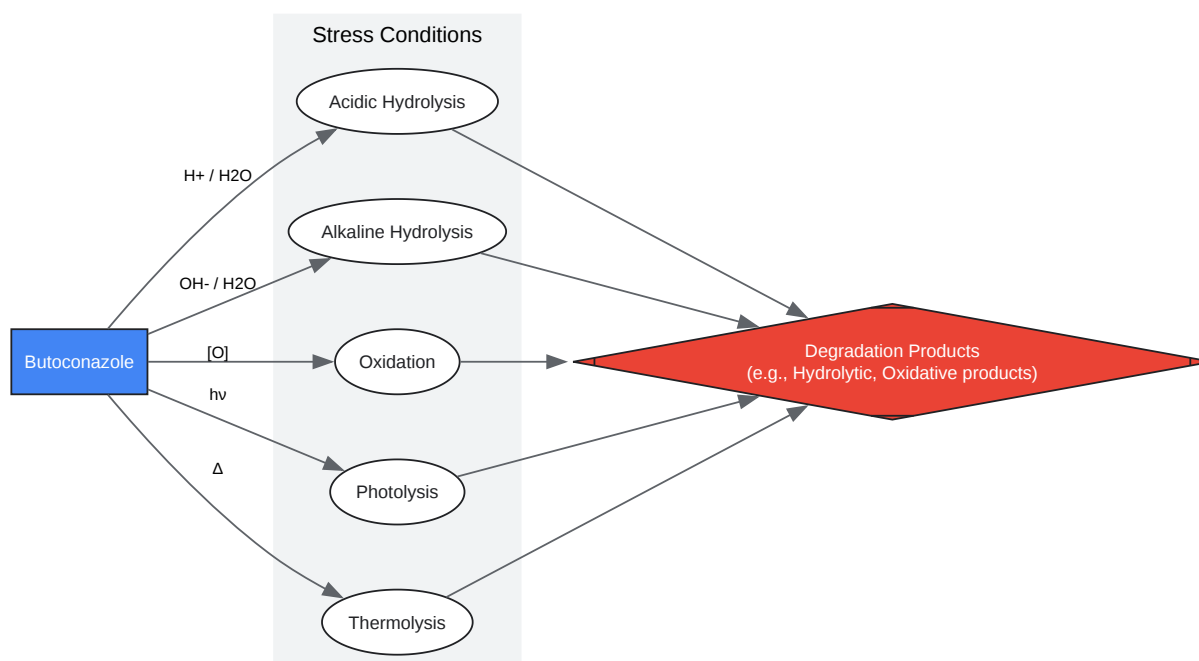 Stress Conditions
Acidic Hydrolysis
H+ / H2O
Alkaline Hydrolysis
OH- / H2O
Butoconazole
[O]
Oxidation
Degradation Products
(e.g., Hydrolytic, Oxidative products)
hν
Photolysis
Δ
Thermolysis